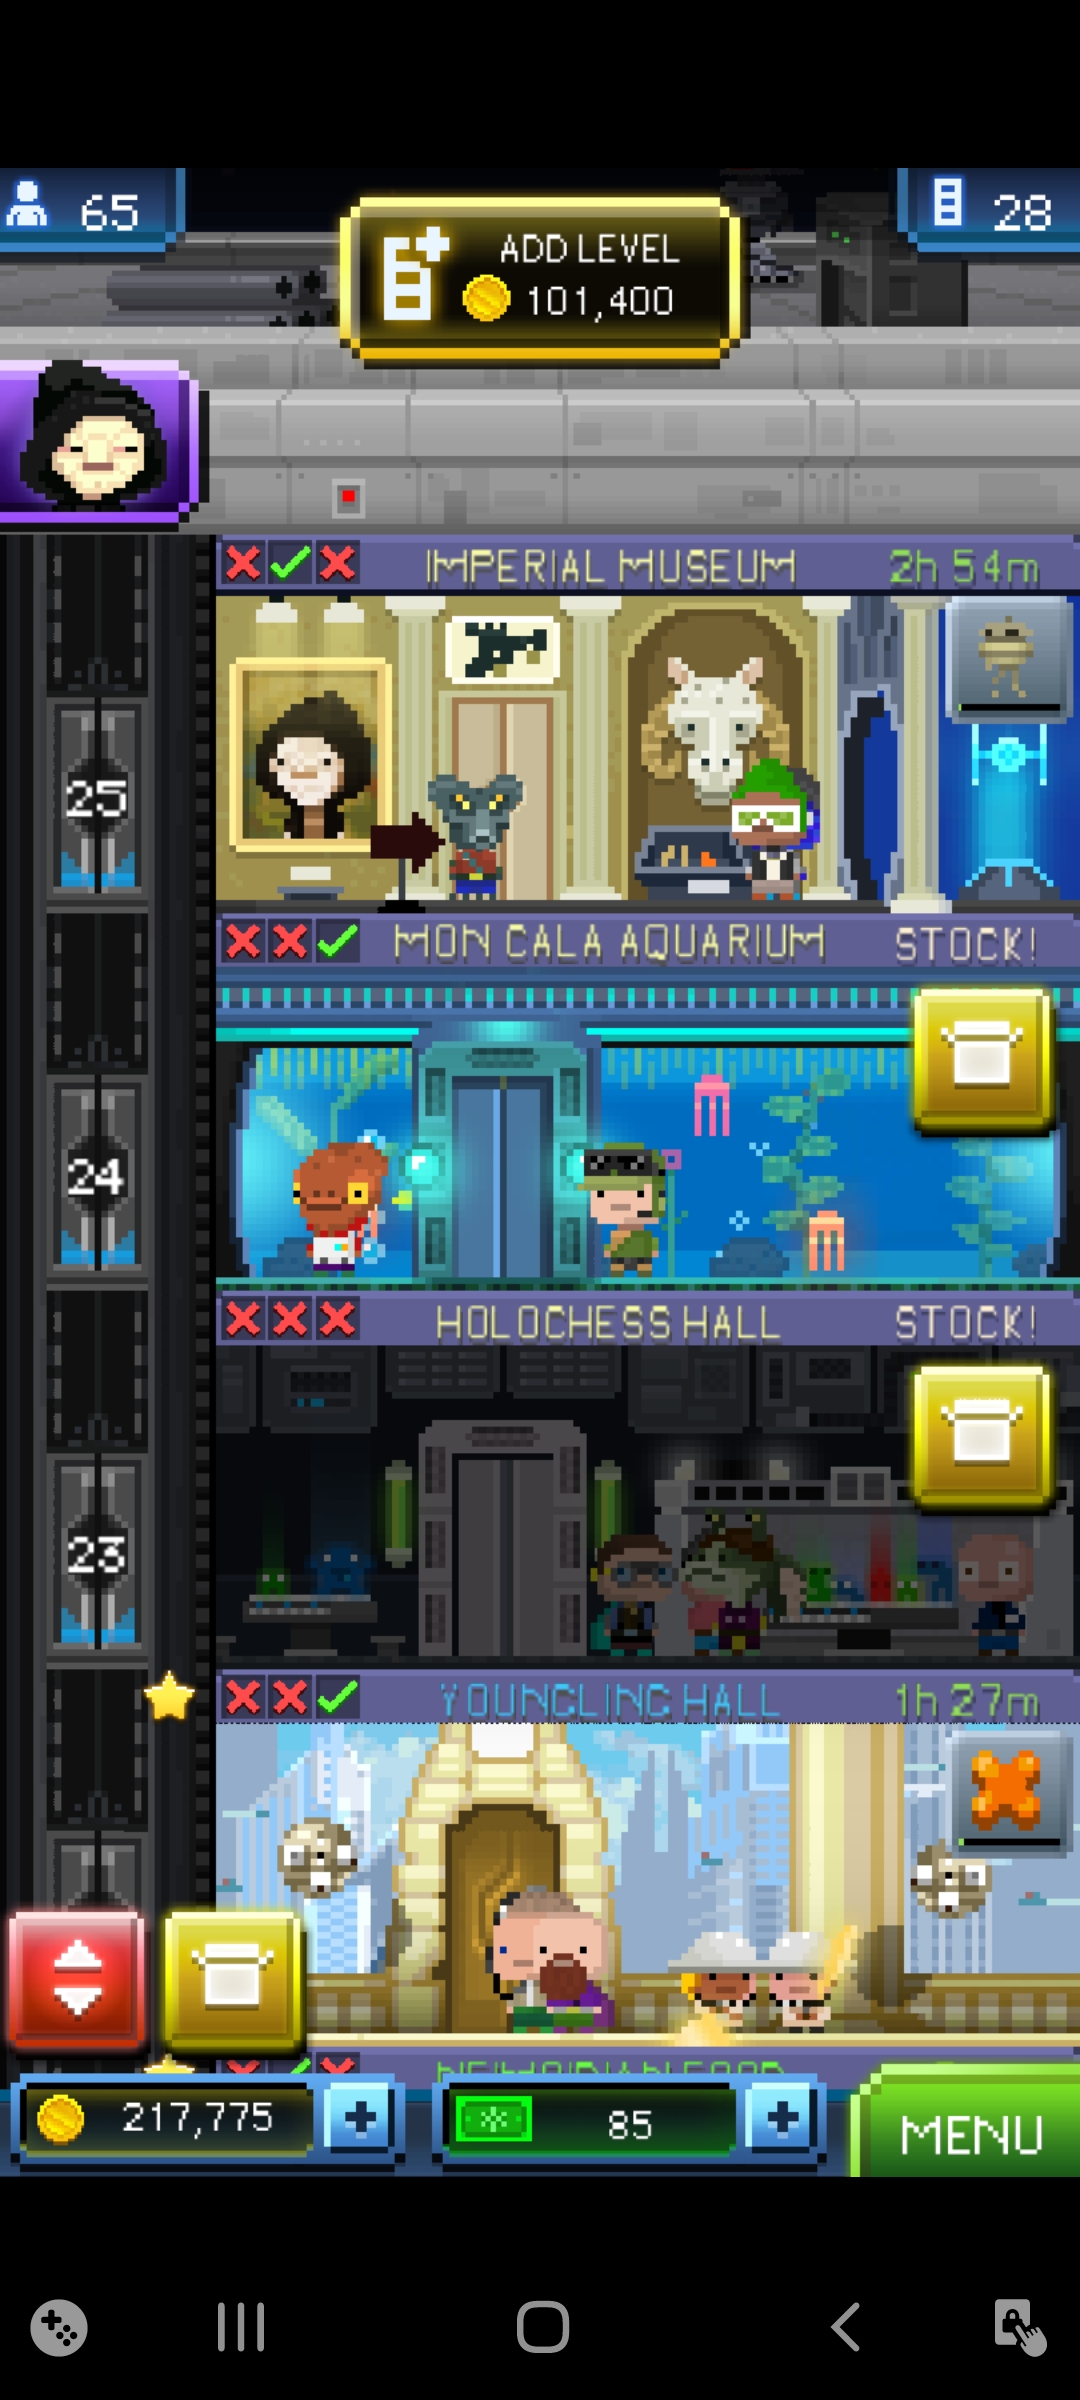 65
28
ADD LEVEL
101,400
IMPERIAL MUSEUM
2h 54m
25
MON CALA AQUARIUM
STOCK!
24
HOLOCHESS HALL
STOCK!
23
YOUNGLING HALL
1h 27m
217,775
85
MENU